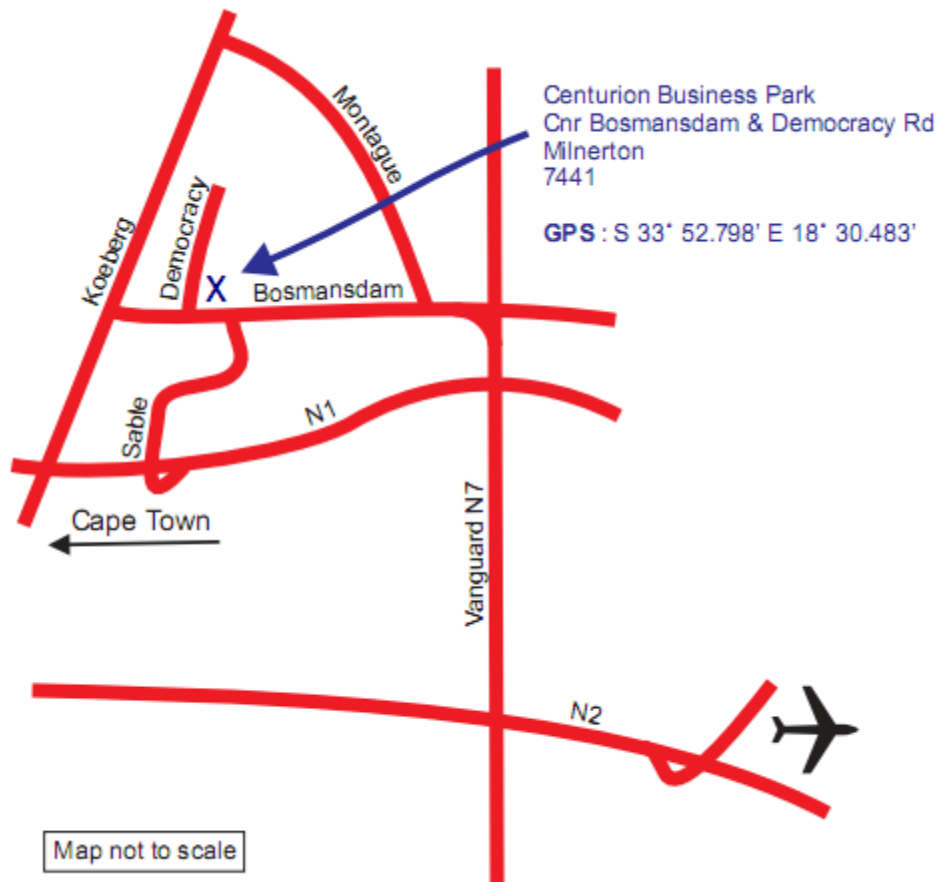 Montague
Centurion Business Park
Cnr Bosmansdam & Democracy Rd
Milnerton
7441
GPS : S 33˚ 52.798’ E 18˚ 30.483’
Koeberg
Democracy
X
Bosmansdam
Sable
N1
Cape Town
Vanguard N7
N2
Map not to scale